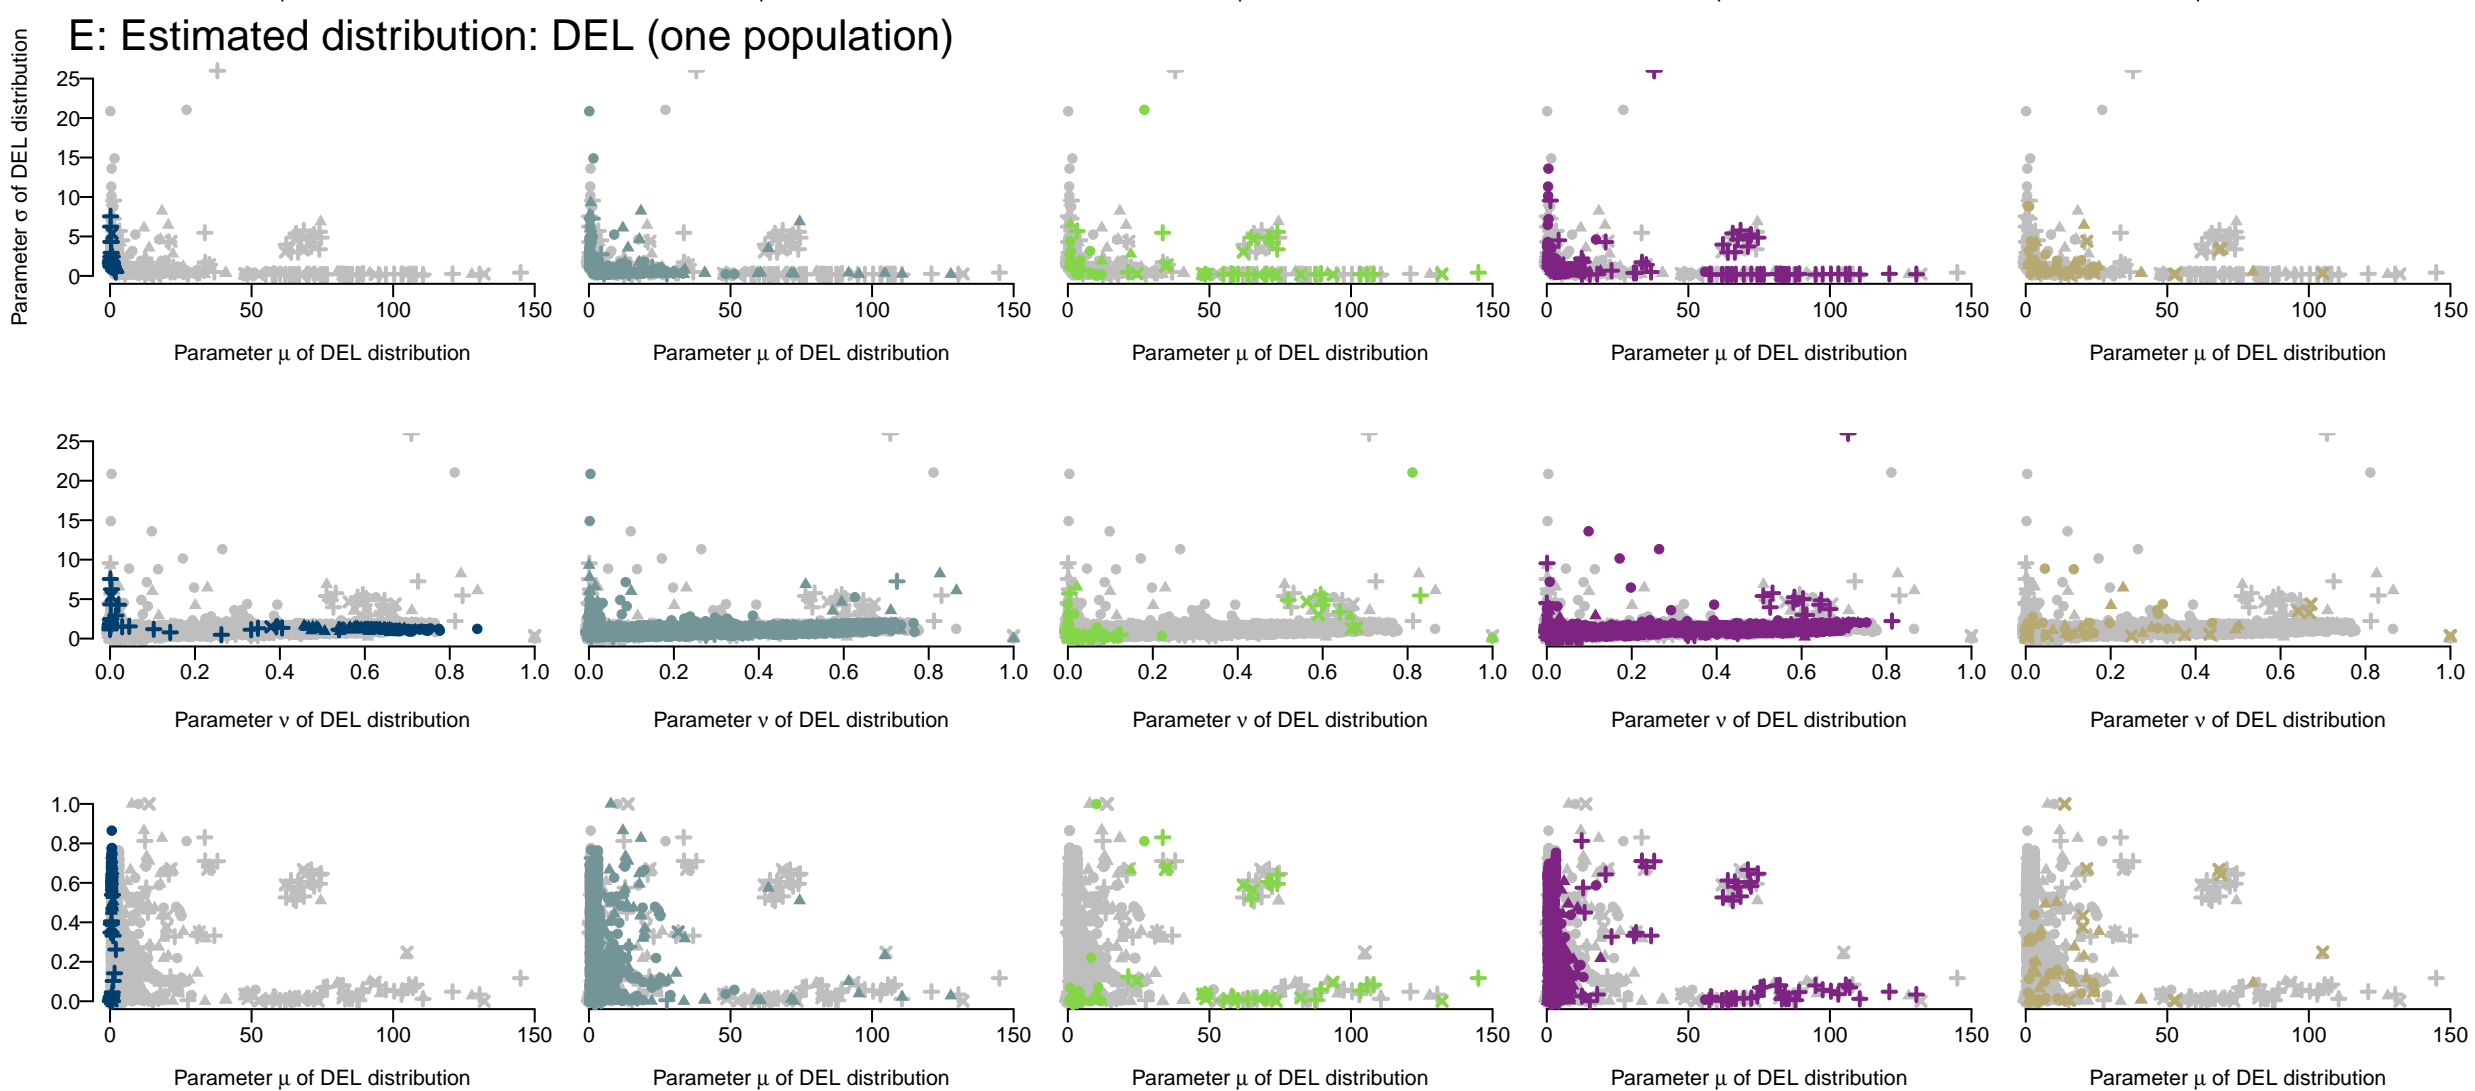 E: Estimated distribution: DEL (one population)
Parameter σ of DEL distribution
25
20
15
10
5
0
0 50 100 150 0 50 100 150 0 50 100 150 0 50 100 150 0 50 100 150
Parameter μ of DEL distribution Parameter μ of DEL distribution Parameter μ of DEL distribution Parameter μ of DEL distribution Parameter μ of DEL distribution
25
20
15
10
5
0
0.0 0.2 0.4 0.6 0.8 1.0 0.0 0.2 0.4 0.6 0.8 1.0 0.0 0.2 0.4 0.6 0.8 1.0 0.0 0.2 0.4 0.6 0.8 1.0 0.0 0.2 0.4 0.6 0.8 1.0
Parameter ν of DEL distribution Parameter ν of DEL distribution Parameter ν of DEL distribution Parameter ν of DEL distribution Parameter ν of DEL distribution
1.0
0.8
0.6
0.4
0.2
0.0
0 50 100 150 0 50 100 150 0 50 100 150 0 50 100 150 0 50 100 150
Parameter μ of DEL distribution Parameter μ of DEL distribution Parameter μ of DEL distribution Parameter μ of DEL distribution Parameter μ of DEL distribution